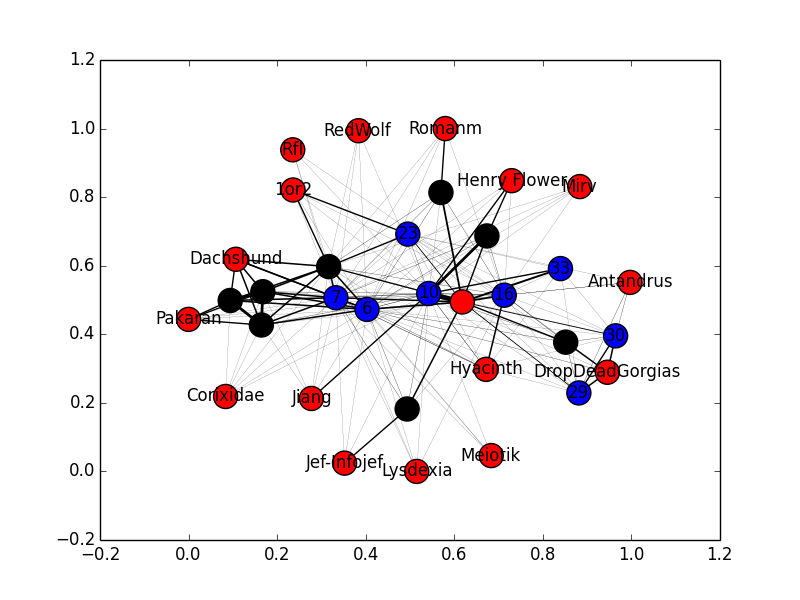 1.2
1.0
0.8
0.6
0.4
0.2
0.0
−0.2
RedWolf
Romanm
Rfl
1or2
Henry Flower
Mirv
23
Dachshund
33
Antandrus
7
10
16
6
Pakaran
30
Hyacinth
DropDeadGorgias
29
Conxidae
Jiang
Jef-Infojef
Lysdexia
Meiotik
−0.2 0.0 0.2 0.4 0.6 0.8 1.0 1.2